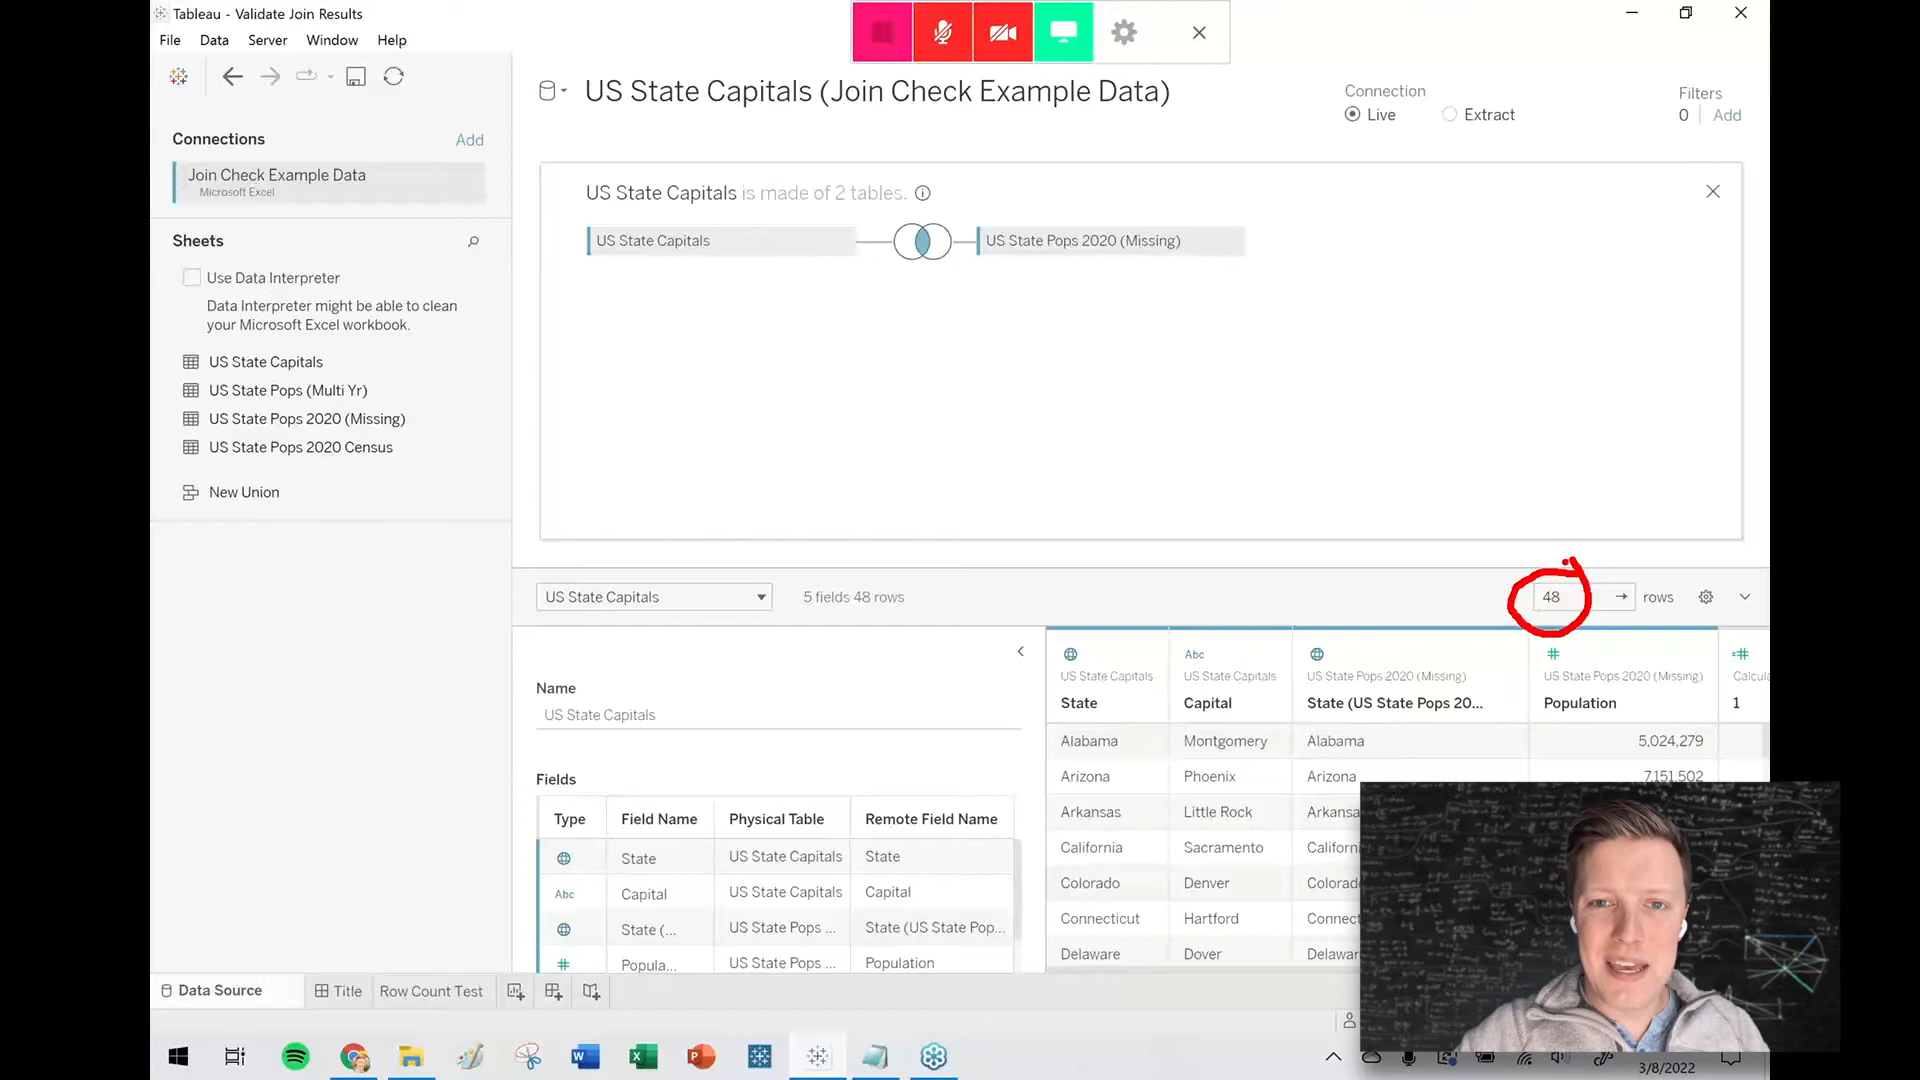 Tableau - Validate Join Results
File Data Server Window Help
US State Capitals (Join Check Example Data)
Connection
Live Extract
Filters
0 Add
Connections Add
Join Check Example Data
Microsoft Excel
Sheets
Use Data Interpreter
Data Interpreter might be able to clean
your Microsoft Excel workbook.
US State Capitals
US State Pops (Multi Yr)
US State Pops 2020 (Missing)
US State Pops 2020 Census
New Union
US State Capitals is made of 2 tables.
US State Capitals US State Pops 2020 (Missing)
US State Capitals 5 fields 48 rows 48 rows
Name
US State Capitals
Fields
Type Field Name Physical Table Remote Field Name
State US State Capitals State
Abc Capital US State Capitals Capital
State (... US State Pops ... State (US State Pop...
Popula... US State Pops ... Population
Abc
US State Capitals US State Capitals US State Pops 2020 (Missing) US State Pops 2020 (Missing) Calcula
State Capital State (US State Pops 20... Population 1
Alabama Montgomery Alabama 5,024,279
Arizona Phoenix Arizona 7,151,502
Arkansas Little Rock Arkansa
California Sacramento Californi
Colorado Denver Colorad
Connecticut Hartford Connect
Delaware Dover Delawar
Data Source Title Row Count Test
3/8/2022